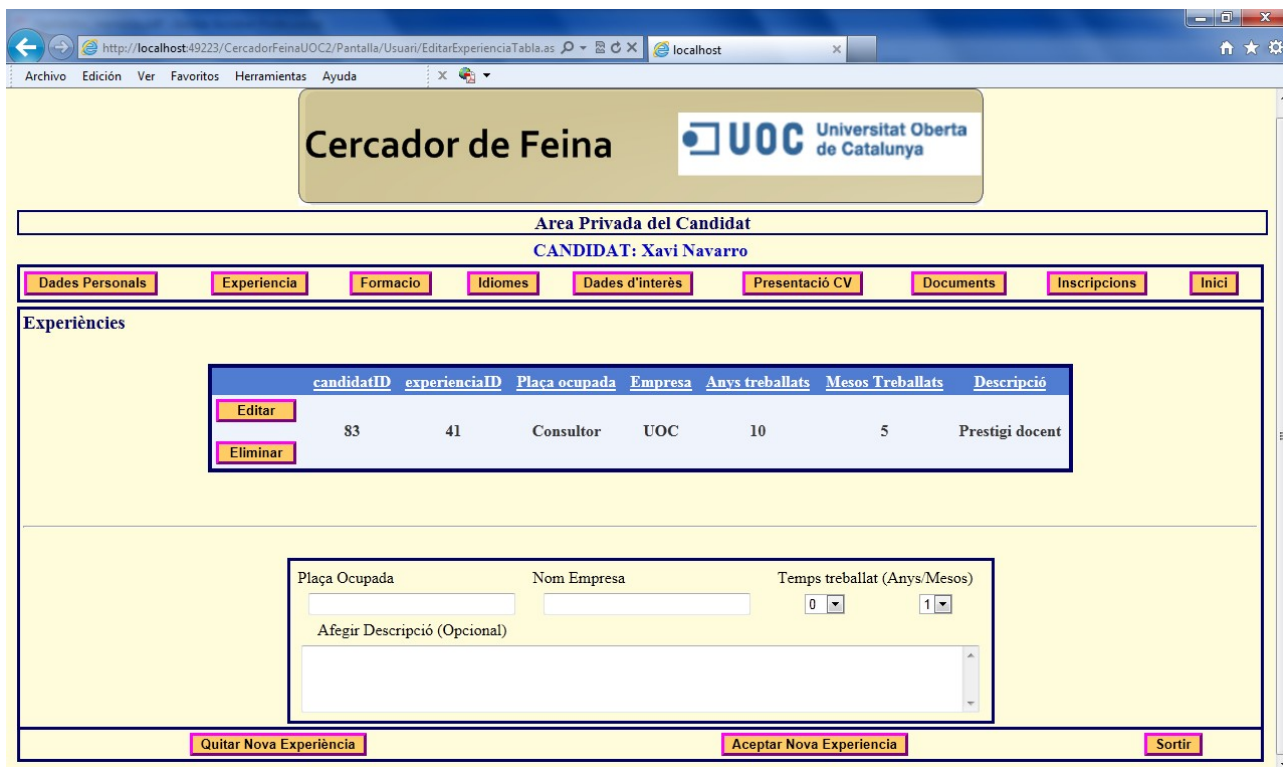 http://localhost:49223/CercadorFeinaUOC2/Pantalla/Usuari/EditarExperienciaTabla.as
localhost
Archivo Edición Ver Favoritos Herramientas Ayuda
Cercador de Feina
UOC Universitat Oberta
de Catalunya
Area Privada del Candidat
CANDIDAT: Xavi Navarro
Dades Personals Experiencia Formacio Idiomes Dades d'interès Presentació CV Documents Inscripcions Inici
Experiències
candidatID experienciaID Plaça ocupada Empresa Anys treballats Mesos Treballats Descripció
Editar
83 41 Consultor UOC 10 5 Prestigi docent
Eliminar
Plaça Ocupada Nom Empresa Temps treballat (Anys/Mesos)
0 1
Afegir Descripció (Opcional)
Quitar Nova Experiència Aceptar Nova Experiencia Sortir